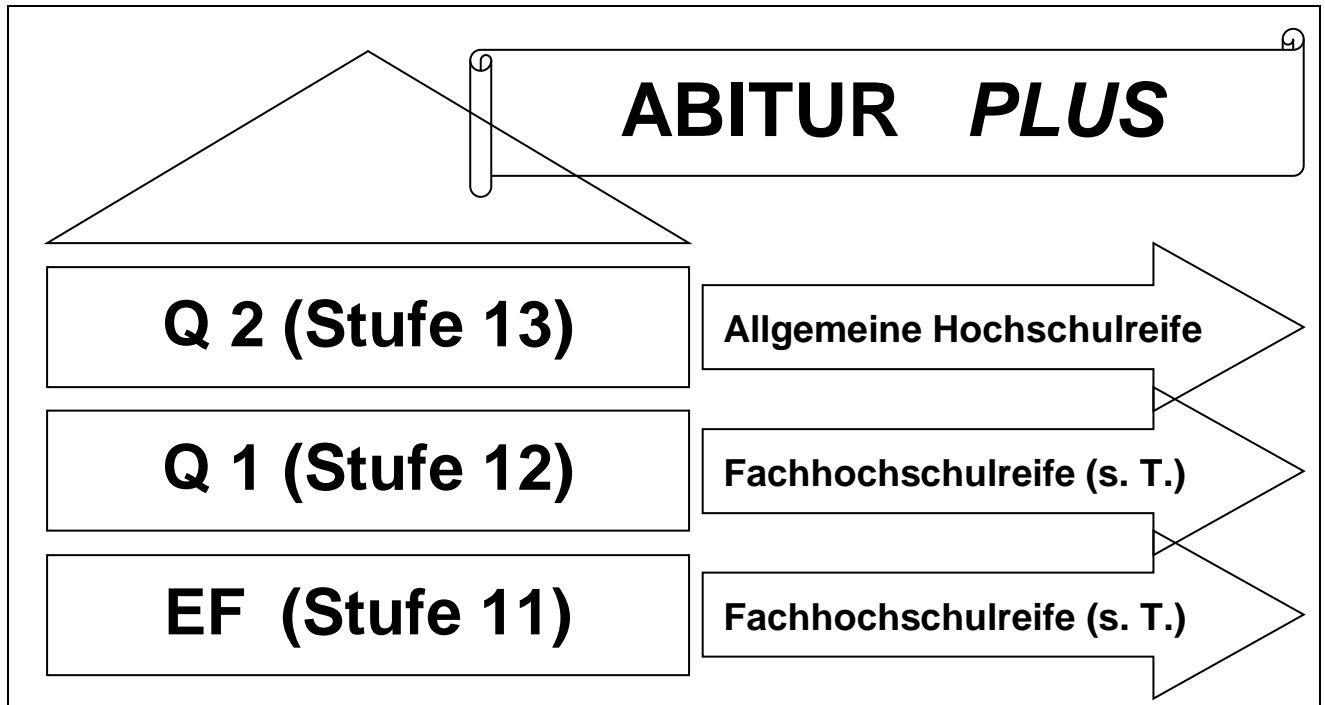 ABITUR PLUS
Q 2 (Stufe 13)
Allgemeine Hochschulreife
Q 1 (Stufe 12)
Fachhochschulreife (s. T.)
EF (Stufe 11)
Fachhochschulreife (s. T.)